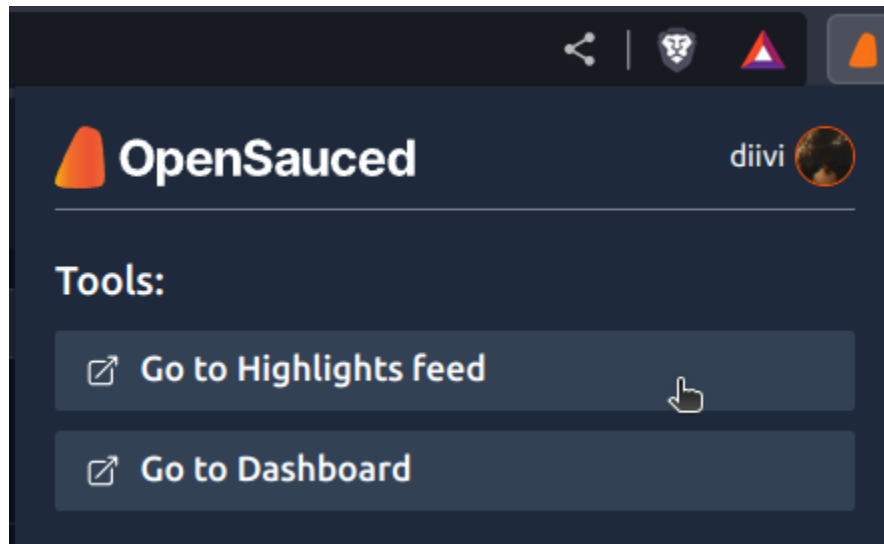 OpenSauced
diivi
Tools:
Go to Highlights feed
Go to Dashboard